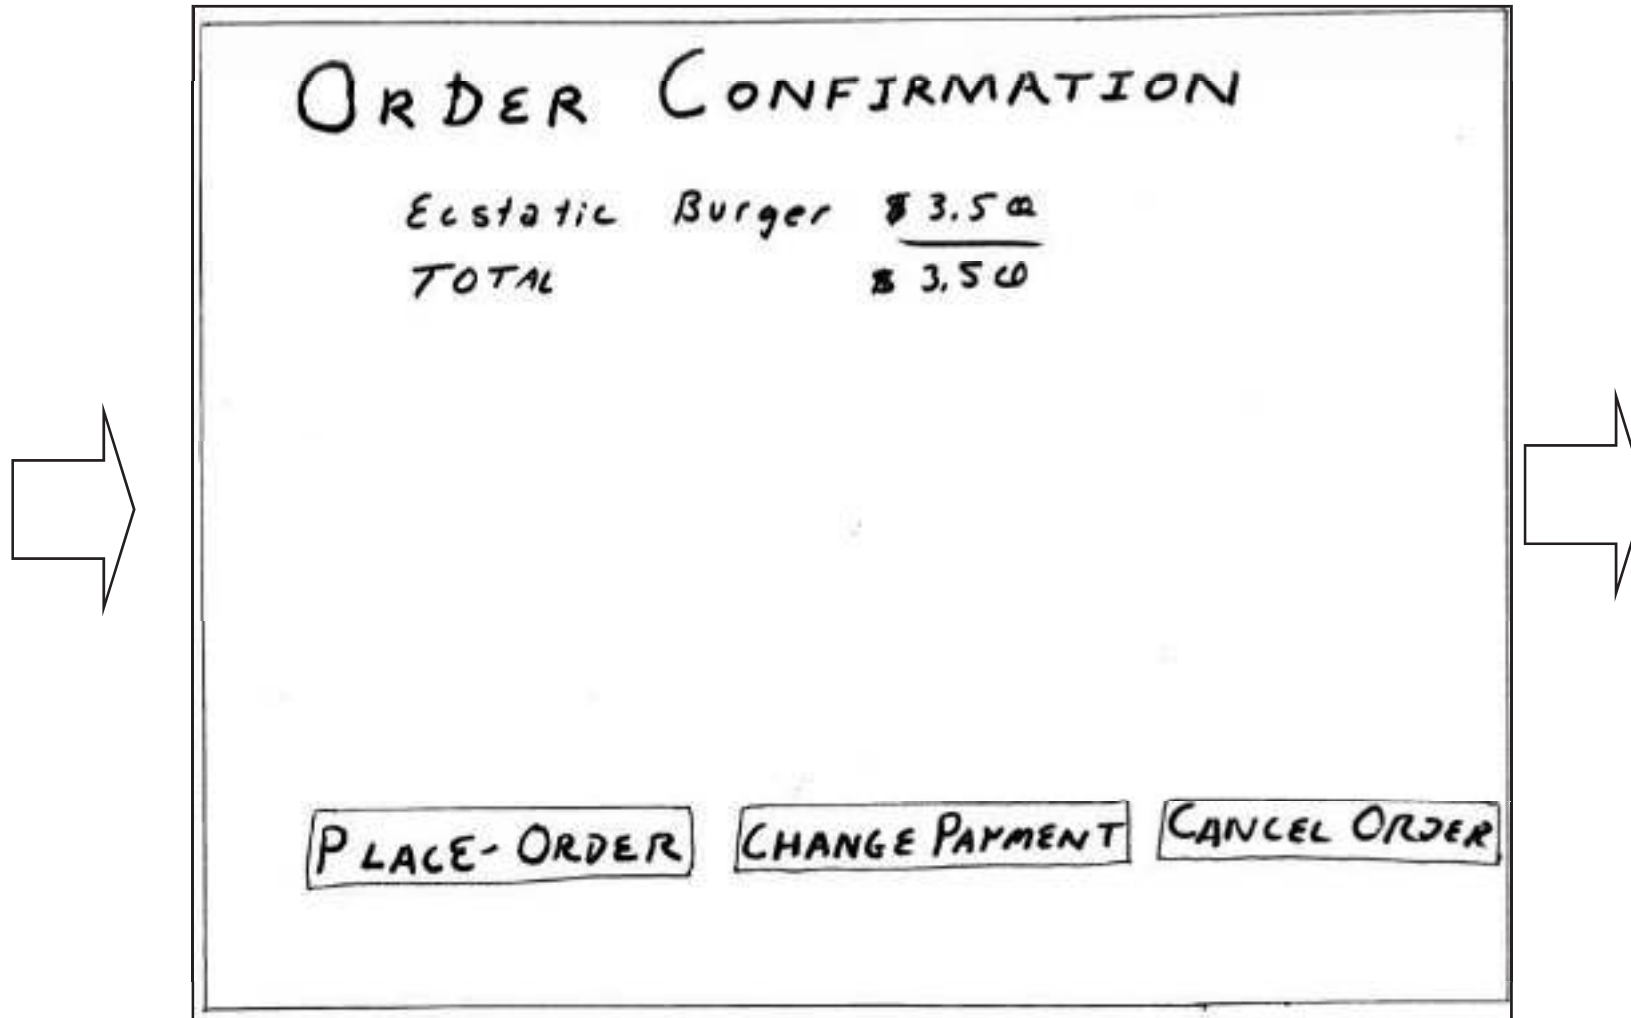 ORDER CONFIRMATION
Ecstatic Burger $ 3.50
TOTAL $ 3.50
PLACE-ORDER CHANGE PAYMENT CANCEL ORDER